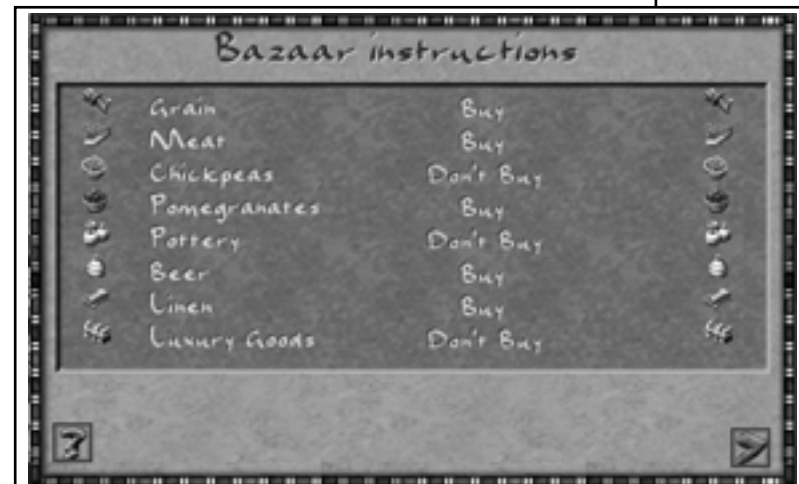 Bazaar instructions
Grain Buy
Meat Buy
Chickpeas Don't Buy
Pomegranates Buy
Pottery Don't Buy
Beer Buy
Linen Buy
Luxury Goods Don't Buy
?